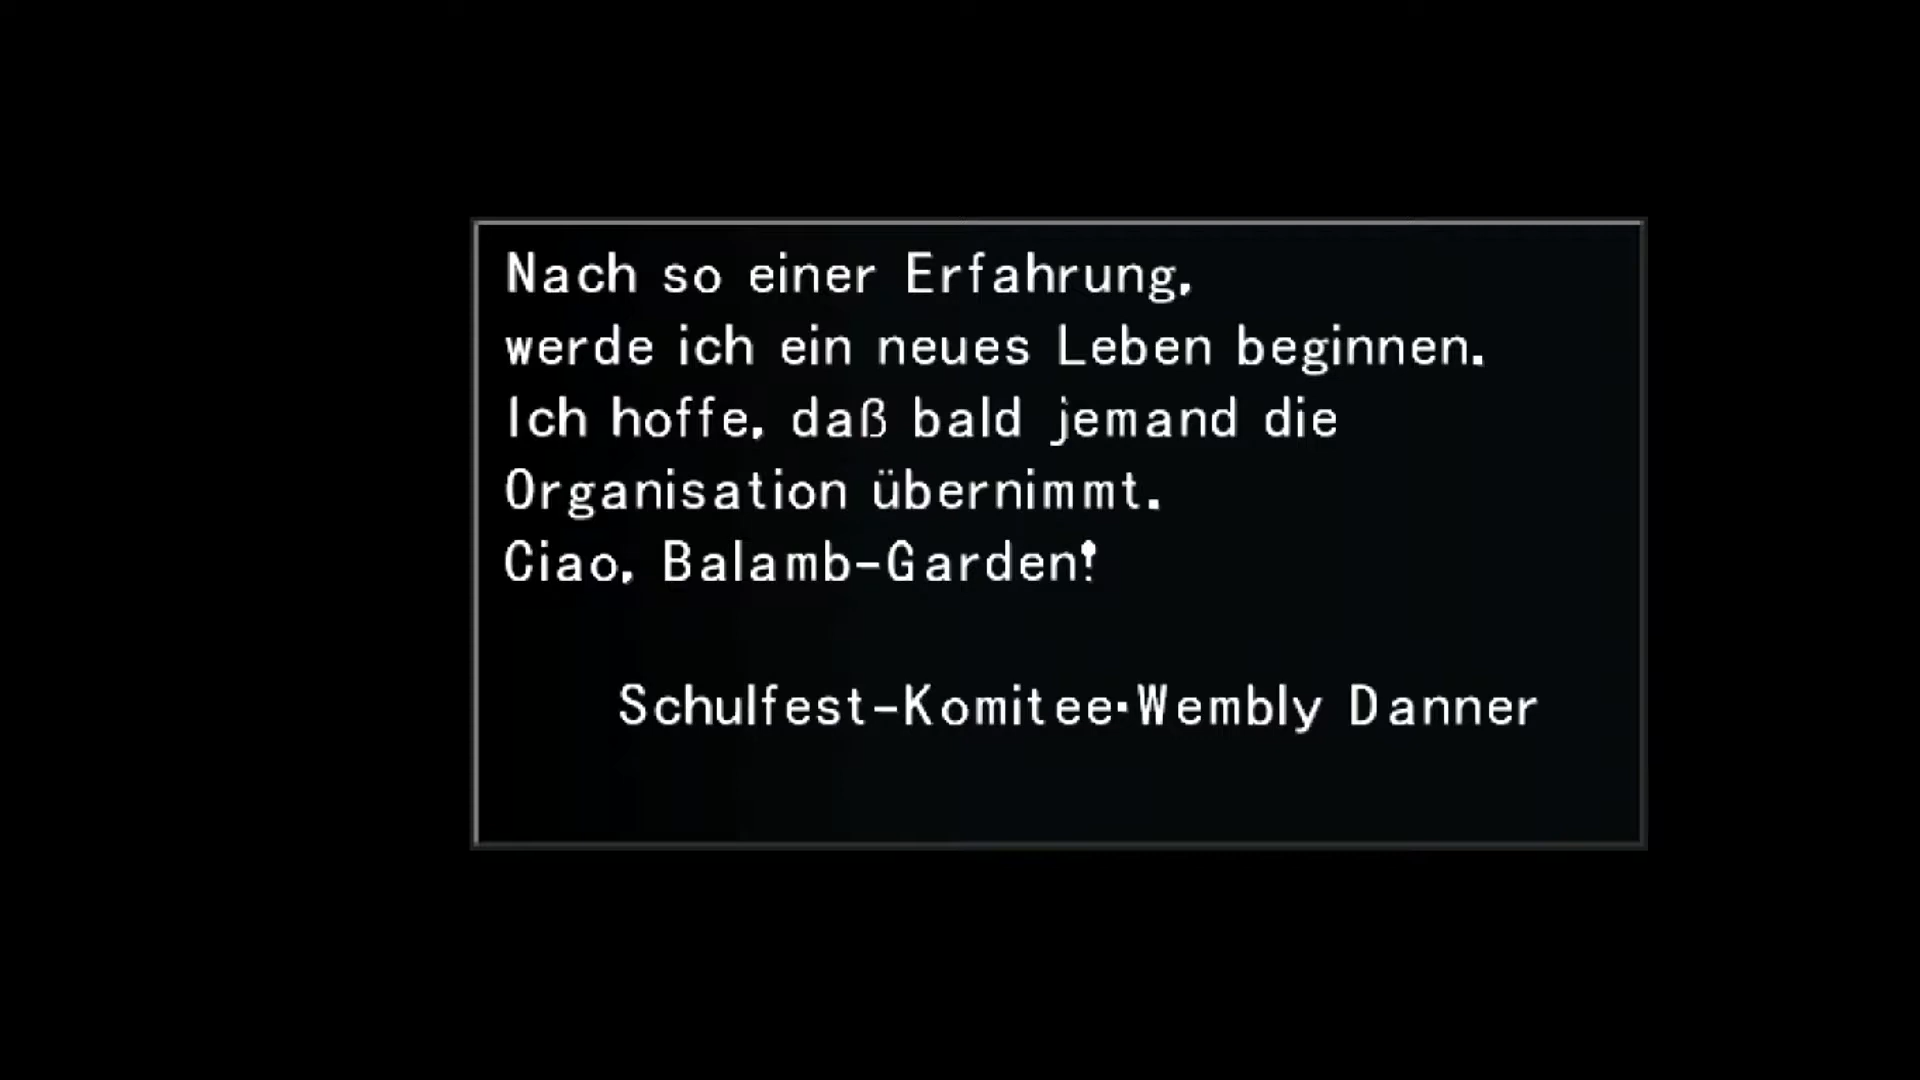 Nach so einer Erfahrung,
werde ich ein neues Leben beginnen.
Ich hoffe, daß bald jemand die
Organisation übernimmt.
Ciao, Balamb-Garden!
Schulfest-Komitee·Wembly Danner